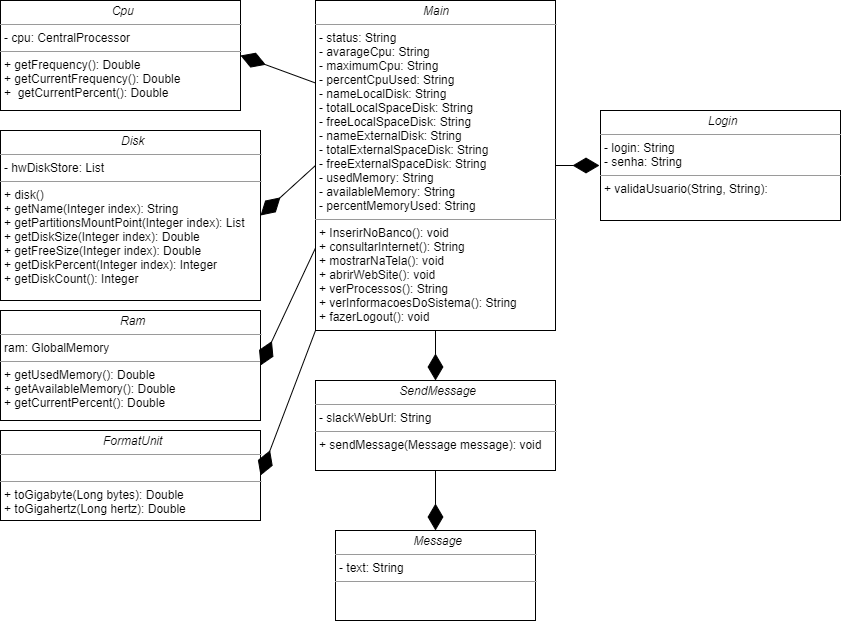 Cpu
- cpu: CentralProcessor
+ getFrequency(): Double
+ getCurrentFrequency(): Double
+ getCurrentPercent(): Double
Disk
- hwDiskStore: List
+ disk()
+ getName(Integer index): String
+ getPartitionsMountPoint(Integer index): List
+ getDiskSize(Integer index): Double
+ getFreeSize(Integer index): Double
+ getDiskPercent(Integer index): Integer
+ getDiskCount(): Integer
Ram
ram: GlobalMemory
+ getUsedMemory(): Double
+ getAvailableMemory(): Double
+ getCurrentPercent(): Double
FormatUnit
+ toGigabyte(Long bytes): Double
+ toGigahertz(Long hertz): Double
Main
- status: String
- avarageCpu: String
- maximumCpu: String
- percentCpuUsed: String
- nameLocalDisk: String
- totalLocalSpaceDisk: String
- freeLocalSpaceDisk: String
- nameExternalDisk: String
- totalExternalSpaceDisk: String
- freeExternalSpaceDisk: String
- usedMemory: String
- availableMemory: String
- percentMemoryUsed: String
+ InserirNoBanco(): void
+ consultarInternet(): String
+ mostrarNaTela(): void
+ abrirWebSite(): void
+ verProcessos(): String
+ verInformacoesDoSistema(): String
+ fazerLogout(): void
SendMessage
- slackWebUrl: String
+ sendMessage(Message message): void
Message
- text: String
Login
- login: String
- senha: String
+ validaUsuario(String, String):